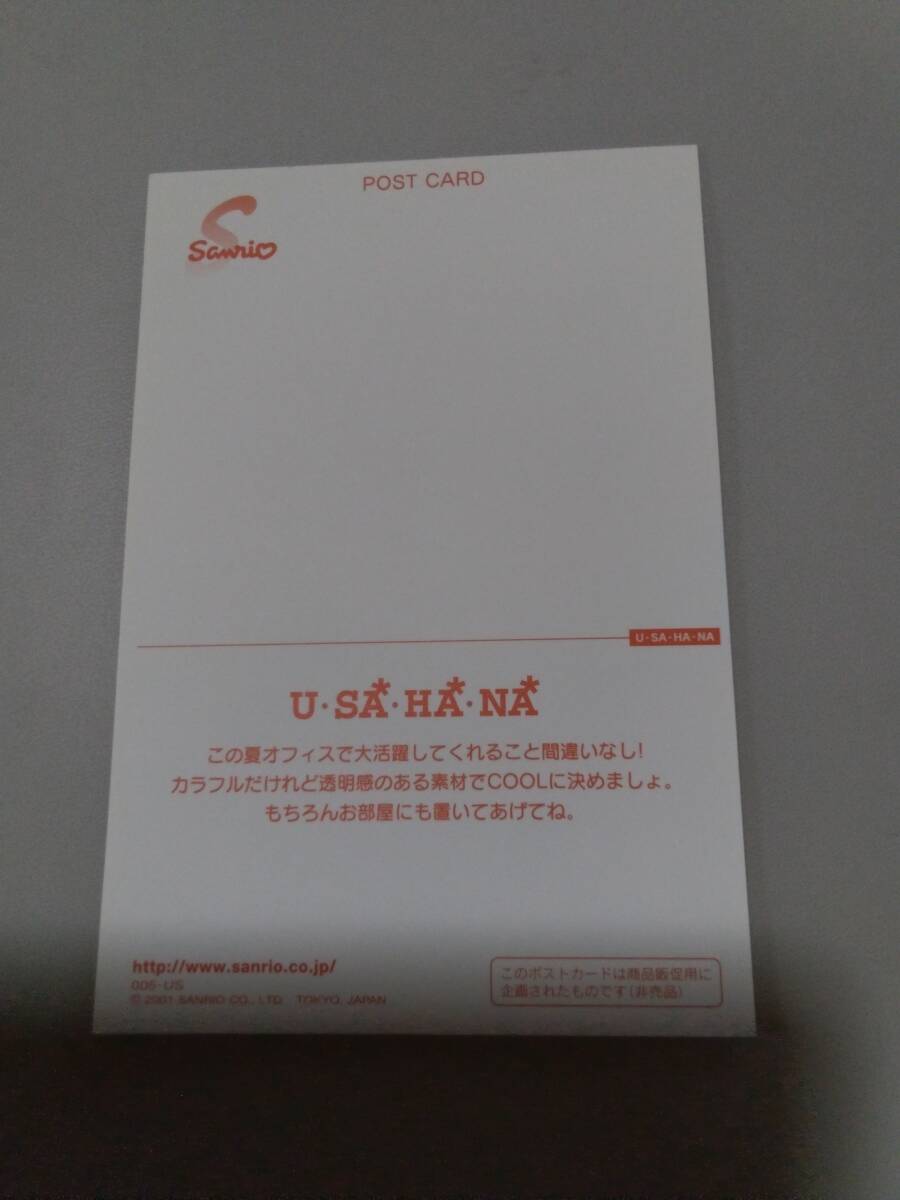 POST CARD
Sanrio
U·SA·HA·NA
U·SA*·HA*·NA*
この夏オフィスで大活躍してくれること間違いなし!
カラフルだけれど透明感のある素材でCOOLに決めましょ。
もちろんお部屋にも置いてあげてね。
http://www.sanrio.co.jp/
005-US
© 2001 SANRIO CO., LTD. TOKYO, JAPAN
このポストカードは商品販促用に
企画されたものです(非売品)